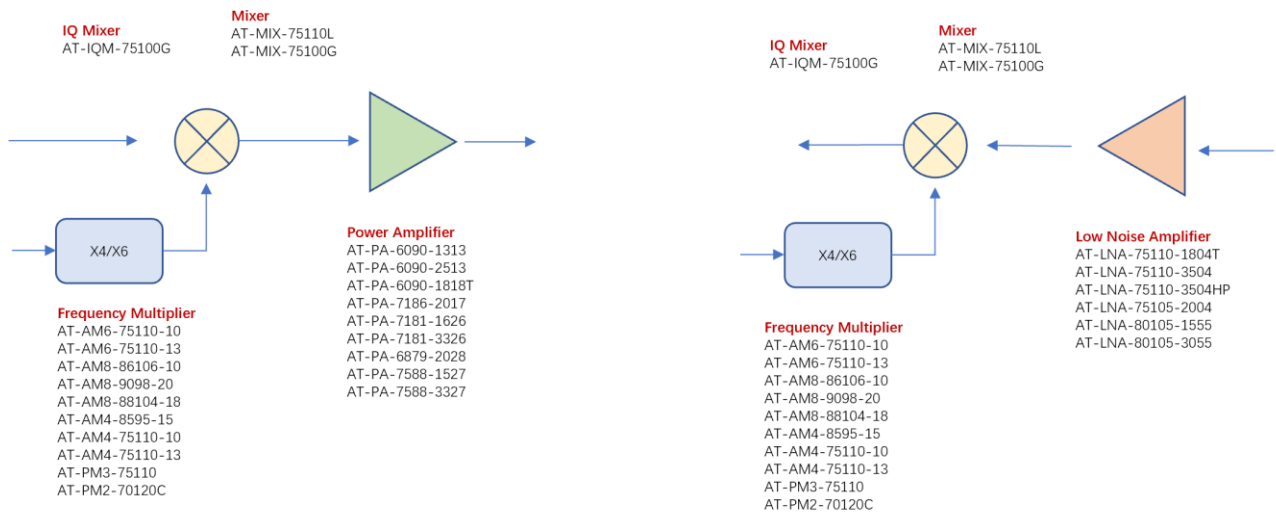 IQ Mixer
AT-IQM-75100G
Mixer
AT-MIX-75110L
AT-MIX-75100G
X4/X6
Frequency Multiplier
AT-AM6-75110-10
AT-AM6-75110-13
AT-AM8-86106-10
AT-AM8-9098-20
AT-AM8-88104-18
AT-AM4-8595-15
AT-AM4-75110-10
AT-AM4-75110-13
AT-PM3-75110
AT-PM2-70120C
Power Amplifier
AT-PA-6090-1313
AT-PA-6090-2513
AT-PA-6090-1818T
AT-PA-7186-2017
AT-PA-7181-1626
AT-PA-7181-3326
AT-PA-6879-2028
AT-PA-7588-1527
AT-PA-7588-3327
IQ Mixer
AT-IQM-75100G
Mixer
AT-MIX-75110L
AT-MIX-75100G
X4/X6
Frequency Multiplier
AT-AM6-75110-10
AT-AM6-75110-13
AT-AM8-86106-10
AT-AM8-9098-20
AT-AM8-88104-18
AT-AM4-8595-15
AT-AM4-75110-10
AT-AM4-75110-13
AT-PM3-75110
AT-PM2-70120C
Low Noise Amplifier
AT-LNA-75110-1804T
AT-LNA-75110-3504
AT-LNA-75110-3504HP
AT-LNA-75105-2004
AT-LNA-80105-1555
AT-LNA-80105-3055